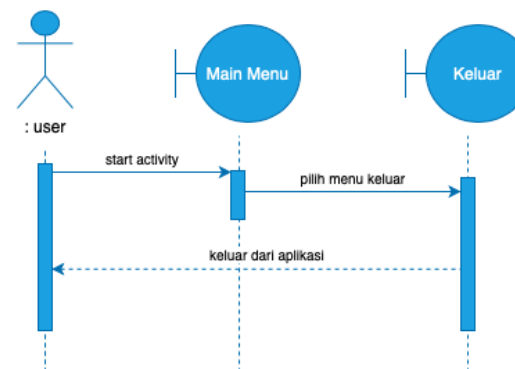 Main Menu
Keluar
: user
start activity
pilih menu keluar
keluar dari aplikasi